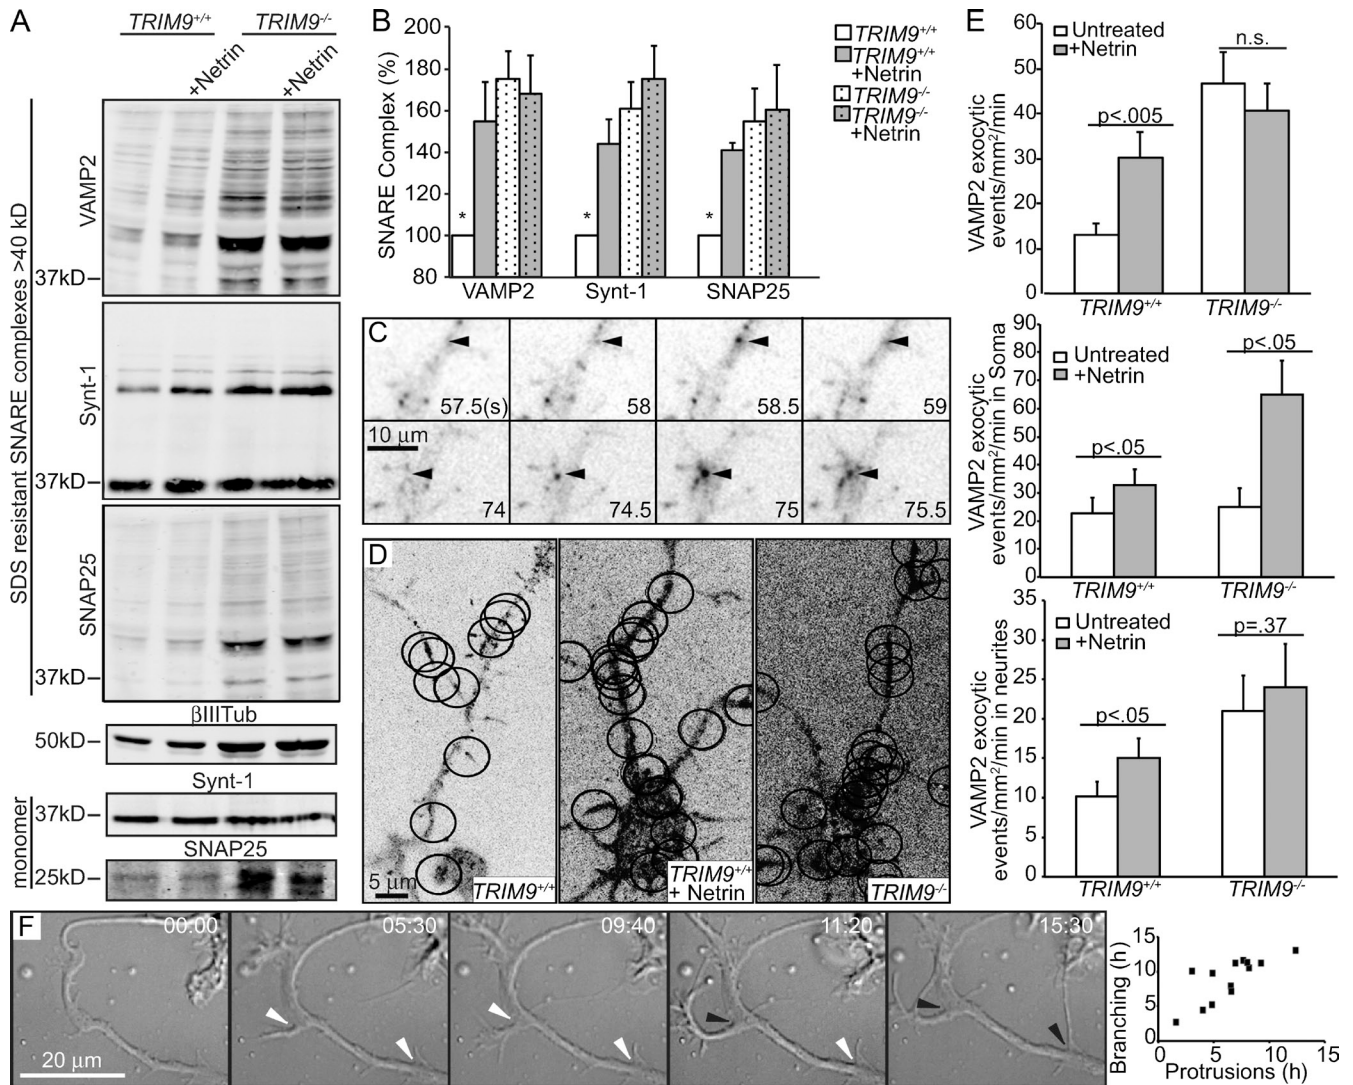 A
TRIM9+/+
TRIM9-/-
+Netrin
+Netrin
SDS resistant SNARE complexes >40 kD
VAMP2
37kD
Synt-1
37kD
SNAP25
37kD
βIIITub
50kD
Synt-1
monomer
37kD
SNAP25
25kD
B
SNARE Complex (%)
200
180
160
140
120
100
80
*
*
*
VAMP2
Synt-1
SNAP25
TRIM9+/+
TRIM9+/+
+Netrin
TRIM9-/-
TRIM9-/-
+Netrin
C
57.5(s)
58
58.5
59
10 μm
74
74.5
75
75.5
D
5 μm
TRIM9+/+
TRIM9+/+
+ Netrin
TRIM9-/-
E
VAMP2 exocytic
events/mm2/min
60
50
40
30
20
10
0
Untreated
+Netrin
p<.005
n.s.
TRIM9+/+
TRIM9-/-
VAMP2 exocytic
events/mm2/min in Soma
90
80
70
60
50
40
30
20
10
0
Untreated
+Netrin
p<.05
p<.05
TRIM9+/+
TRIM9-/-
VAMP2 exocytic
events/mm2/min in neurites
35
30
25
20
15
10
5
0
Untreated
+Netrin
p<.05
p=.37
TRIM9+/+
TRIM9-/-
F
00:00
05:30
09:40
11:20
15:30
20 μm
Branching (h)
15
10
5
0
0
5
10
15
Protrusions (h)